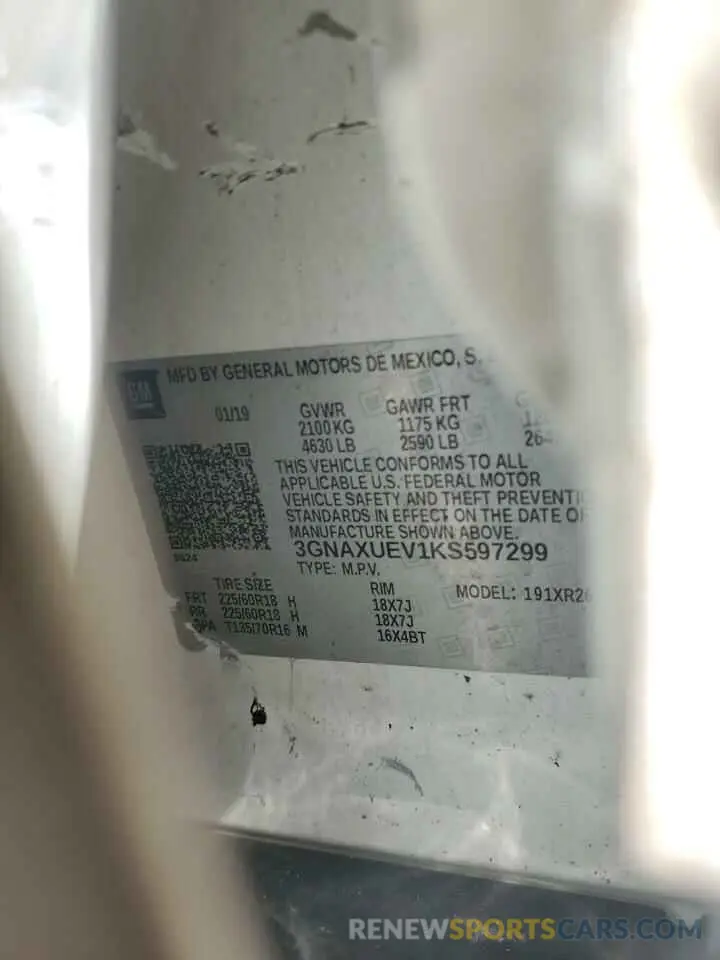 GM
MFD BY GENERAL MOTORS DE MEXICO, S.
01/19 GVWR GAWR FRT
2100 KG 1175 KG
4630 LB 2590 LB 264
THIS VEHICLE CONFORMS TO ALL
APPLICABLE U.S. FEDERAL MOTOR
VEHICLE SAFETY AND THEFT PREVENTI
STANDARDS IN EFFECT ON THE DATE OF
MANUFACTURE SHOWN ABOVE.
3GNAXUEV1KS597299
TYPE: M.P.V.
TIRE SIZE RIM MODEL: 191XR26
FRT 225/60R18 H 18X7J
RR 225/60R18 H 18X7J
SPA T135/70R16 M 16X4BT
RENEWSPORTSCARS.COM